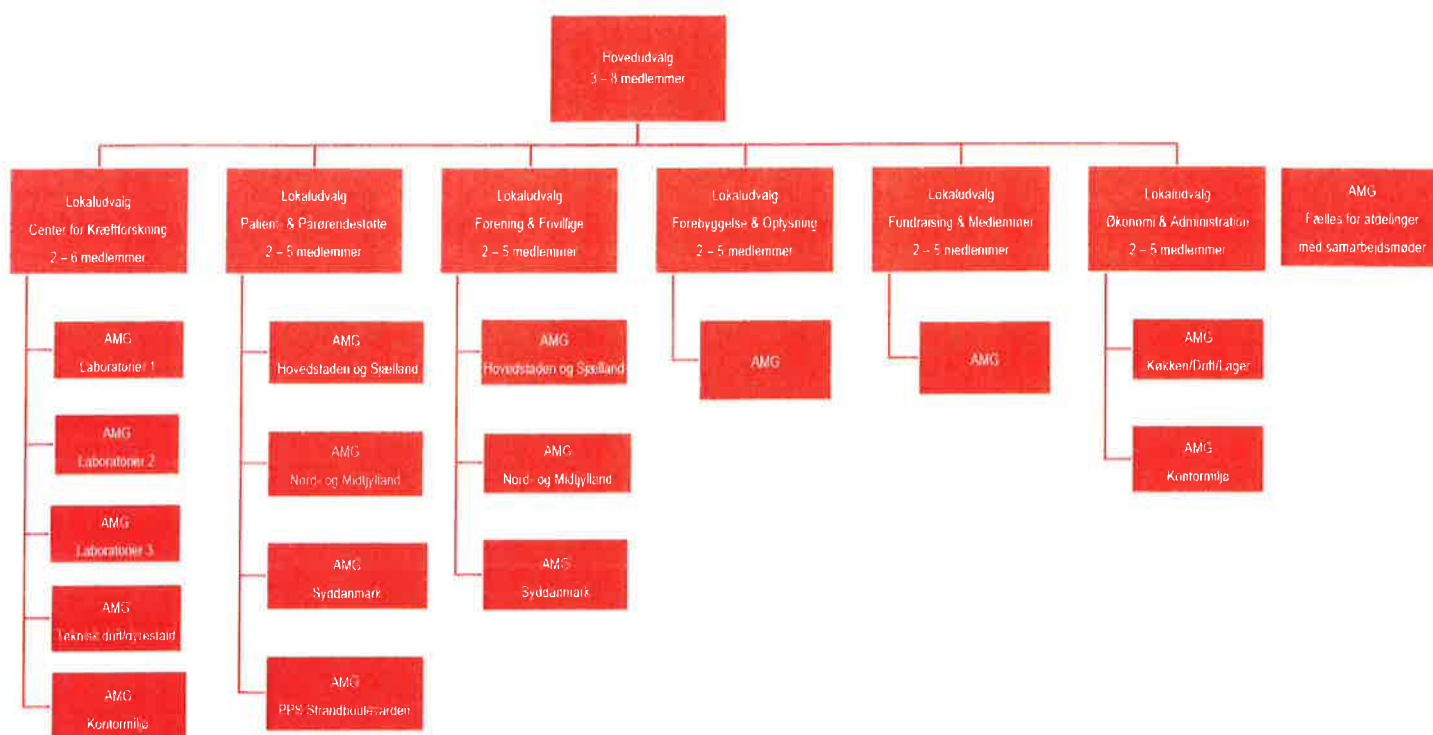 Hovedudvalg
3 – 8 medlemmer
Lokaludvalg
Center for Kræftforskning
2 – 6 medlemmer
Lokaludvalg
Patient- & Pårørendestøtte
2 – 5 medlemmer
Lokaludvalg
Forening & Frivillige
2 – 5 medlemmer
Lokaludvalg
Forebyggelse & Oplysning
2 – 5 medlemmer
Lokaludvalg
Fundraising & Medlemmer
2 – 5 medlemmer
Lokaludvalg
Økonomi & Administration
2 – 5 medlemmer
AMG
Fælles for afdelinger
med samarbejdsmøder
AMG
Laboratorier 1
AMG
Laboratorier 2
AMG
Laboratorier 3
AMG
Teknisk drift/dyrestald
AMG
Kontormiljø
AMG
Hovedstaden og Sjælland
AMG
Nord- og Midtjylland
AMG
Syddanmark
AMG
PPS Strandboulevarden
AMG
Hovedstaden og Sjælland
AMG
Nord- og Midtjylland
AMG
Syddanmark
AMG
AMG
AMG
Køkken/Drift/Lager
AMG
Kontormiljø